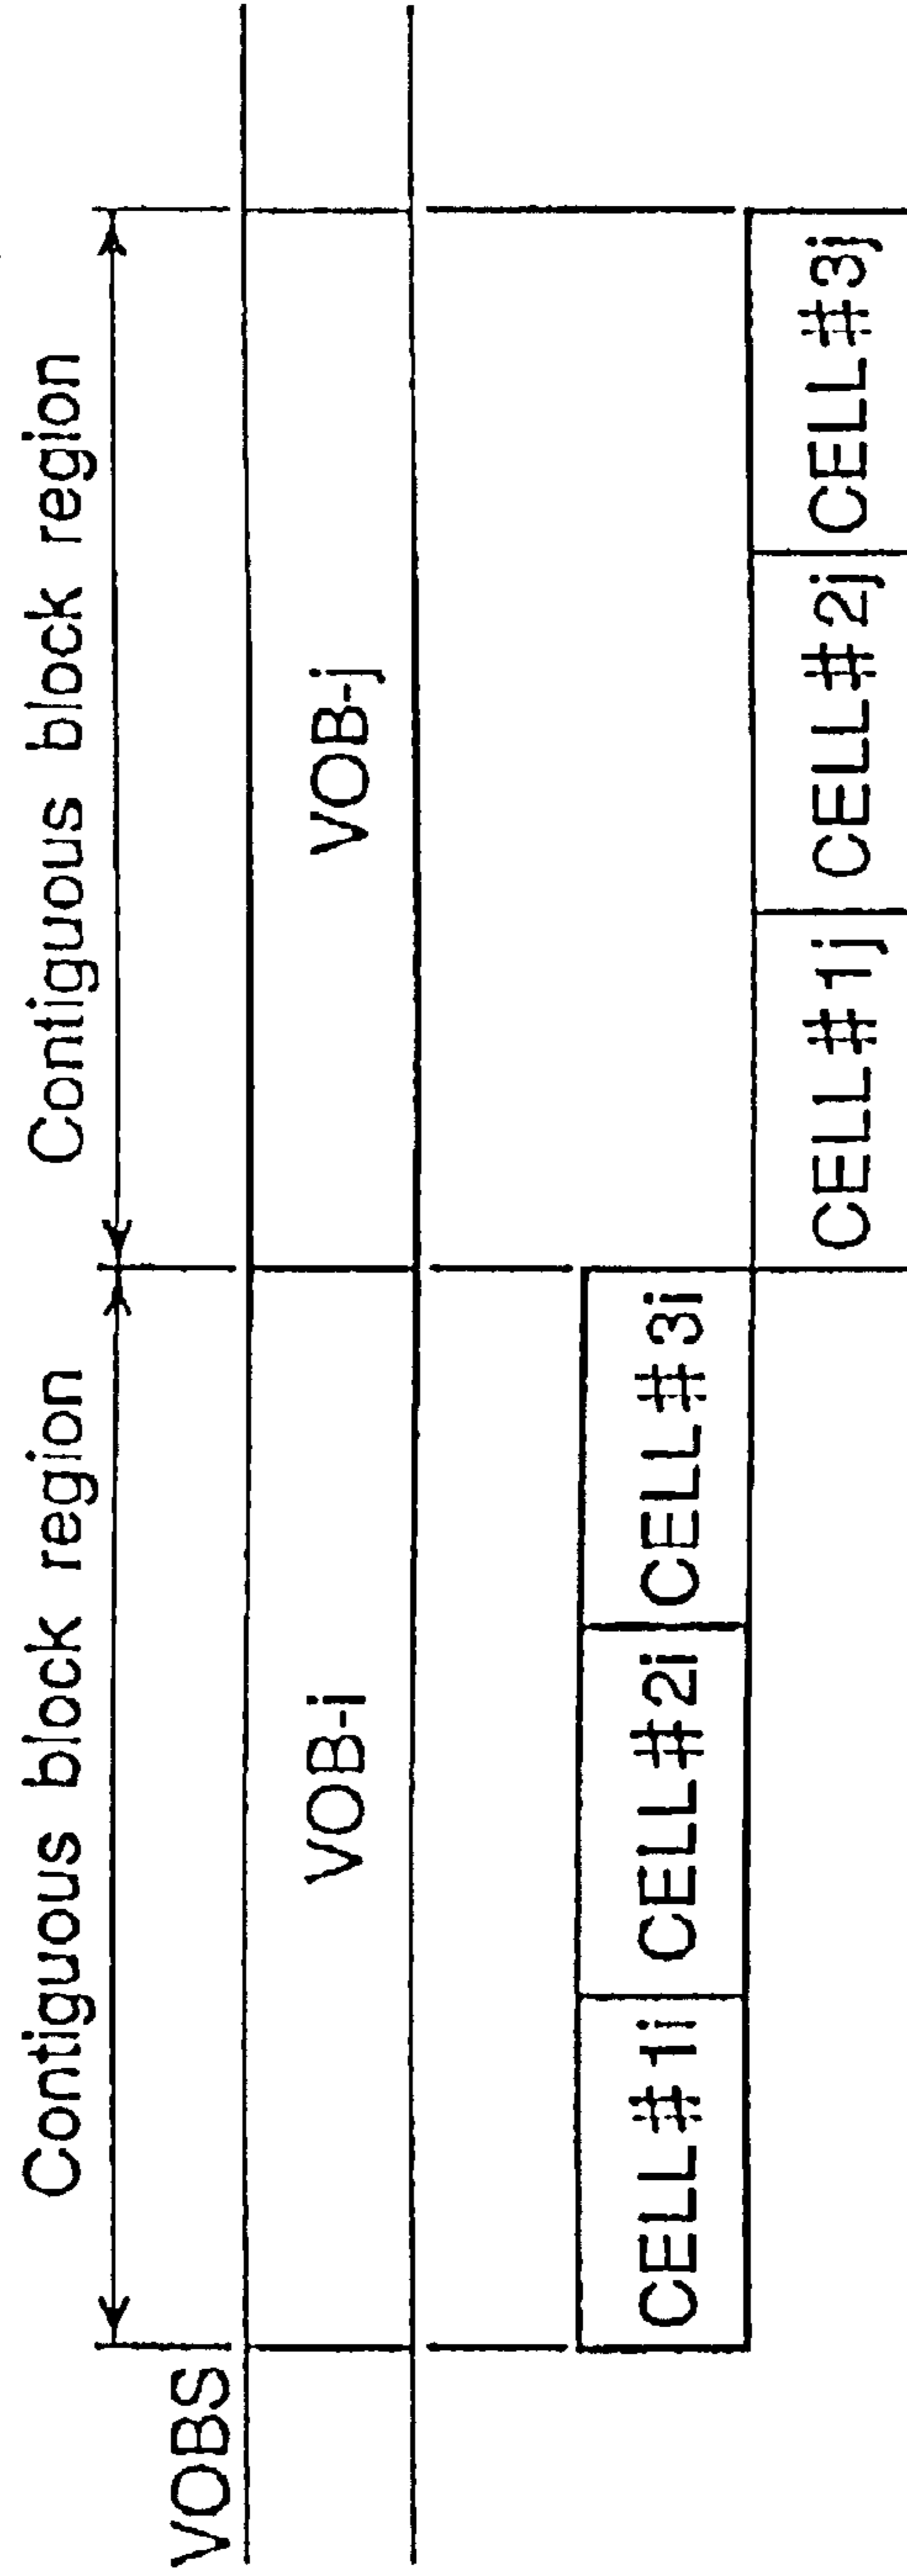 Contiguous block region
Contiguous block region
VOBS
VOB-i
VOB-j
CELL#1i
CELL#2i
CELL#3i
CELL#1j
CELL#2j
CELL#3j